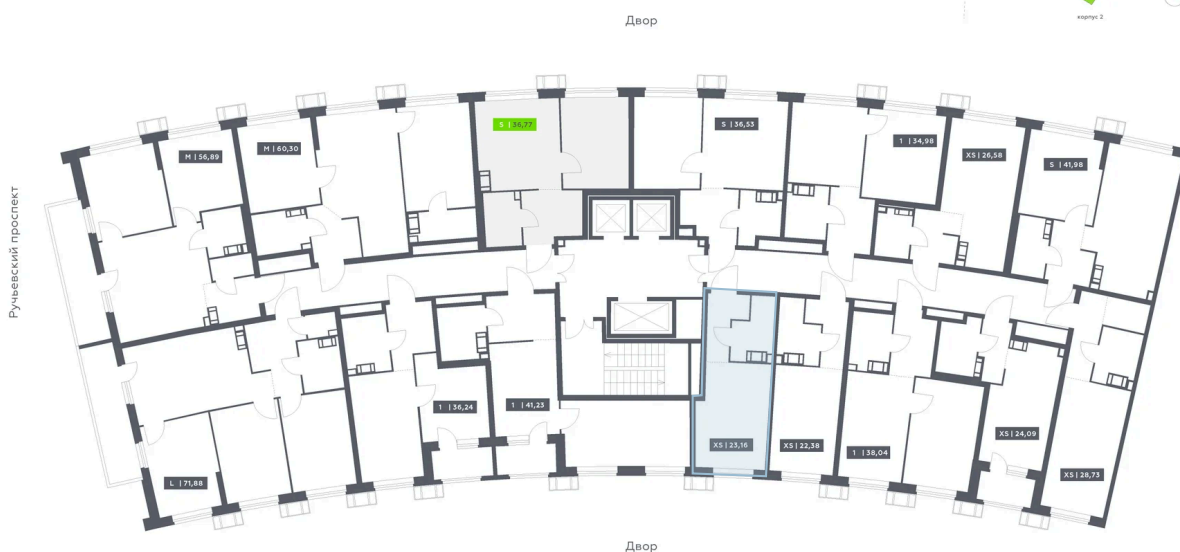 корпус 2
Двор
S | 36,77
S | 36,53
1 | 34,98
M | 60,30
M | 56,89
XS | 26,58
S | 41,98
Ручьевский проспект
1 | 36,24
1 | 41,23
XS | 23,16
XS | 22,38
1 | 38,04
XS | 24,09
XS | 28,73
L | 71,88
Двор